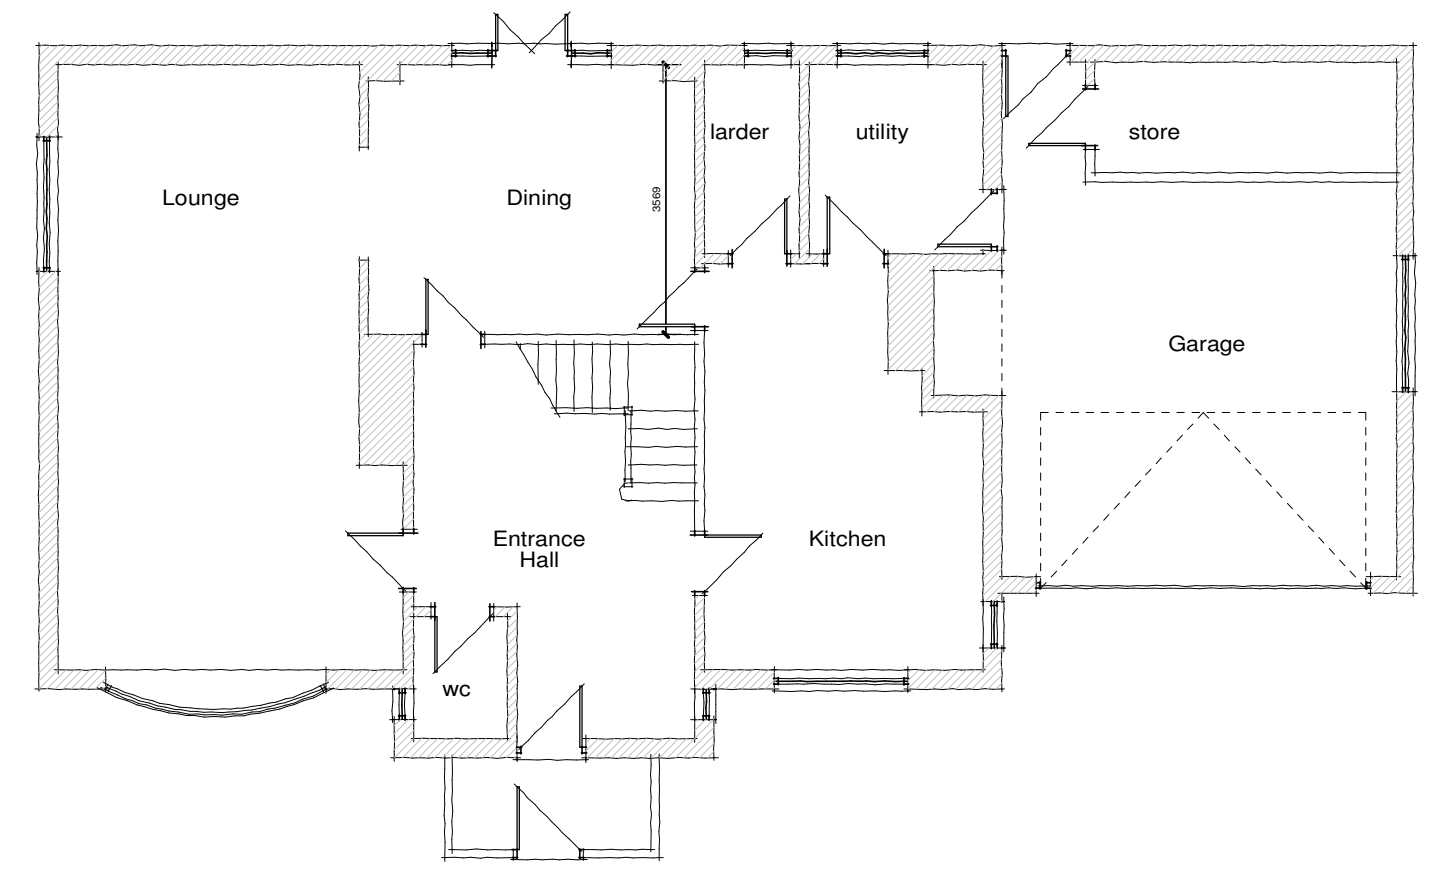 larder
utility
store
Lounge
Dining
3569
Garage
Entrance
Hall
Kitchen
wc